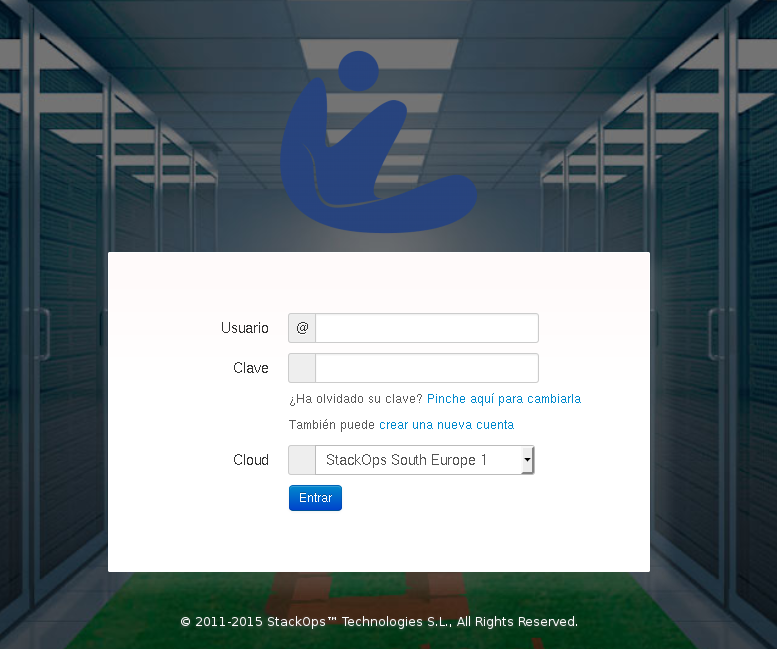 Usuario @
Clave
¿Ha olvidado su clave? Pinche aquí para cambiarla
También puede crear una nueva cuenta
Cloud StackOps South Europe 1
Entrar
© 2011-2015 StackOps™ Technologies S.L., All Rights Reserved.